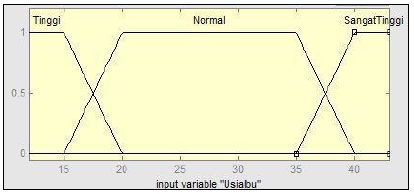 Tinggi Normal SangatTinggi
1
0.5
0
15 20 25 30 35 40
input variable "UsiaIbu"